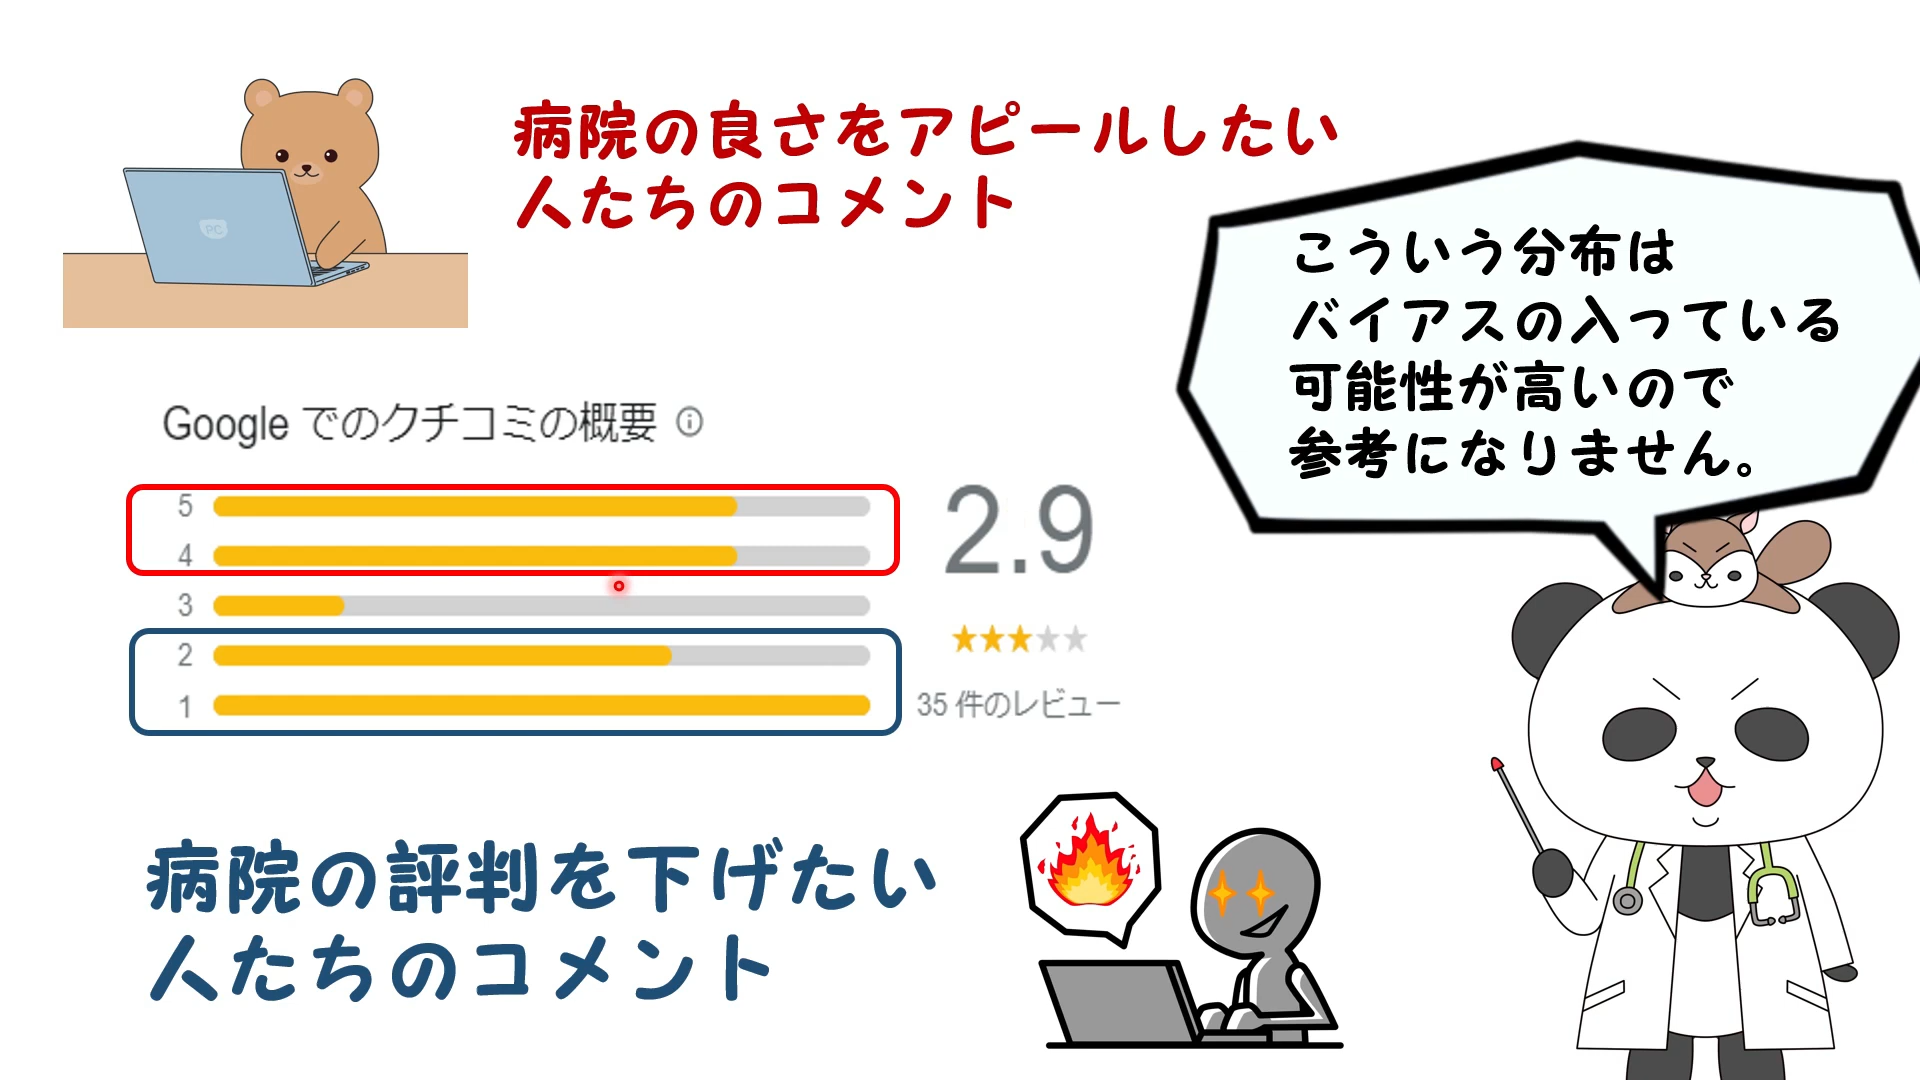 病院の良さをアピールしたい
人たちのコメント
PC
こういう分布は
バイアスの入っている
可能性が高いので
参考になりません。
Google でのクチコミの概要
5
4
3
2
1
2.9
35 件のレビュー
病院の評判を下げたい
人たちのコメント